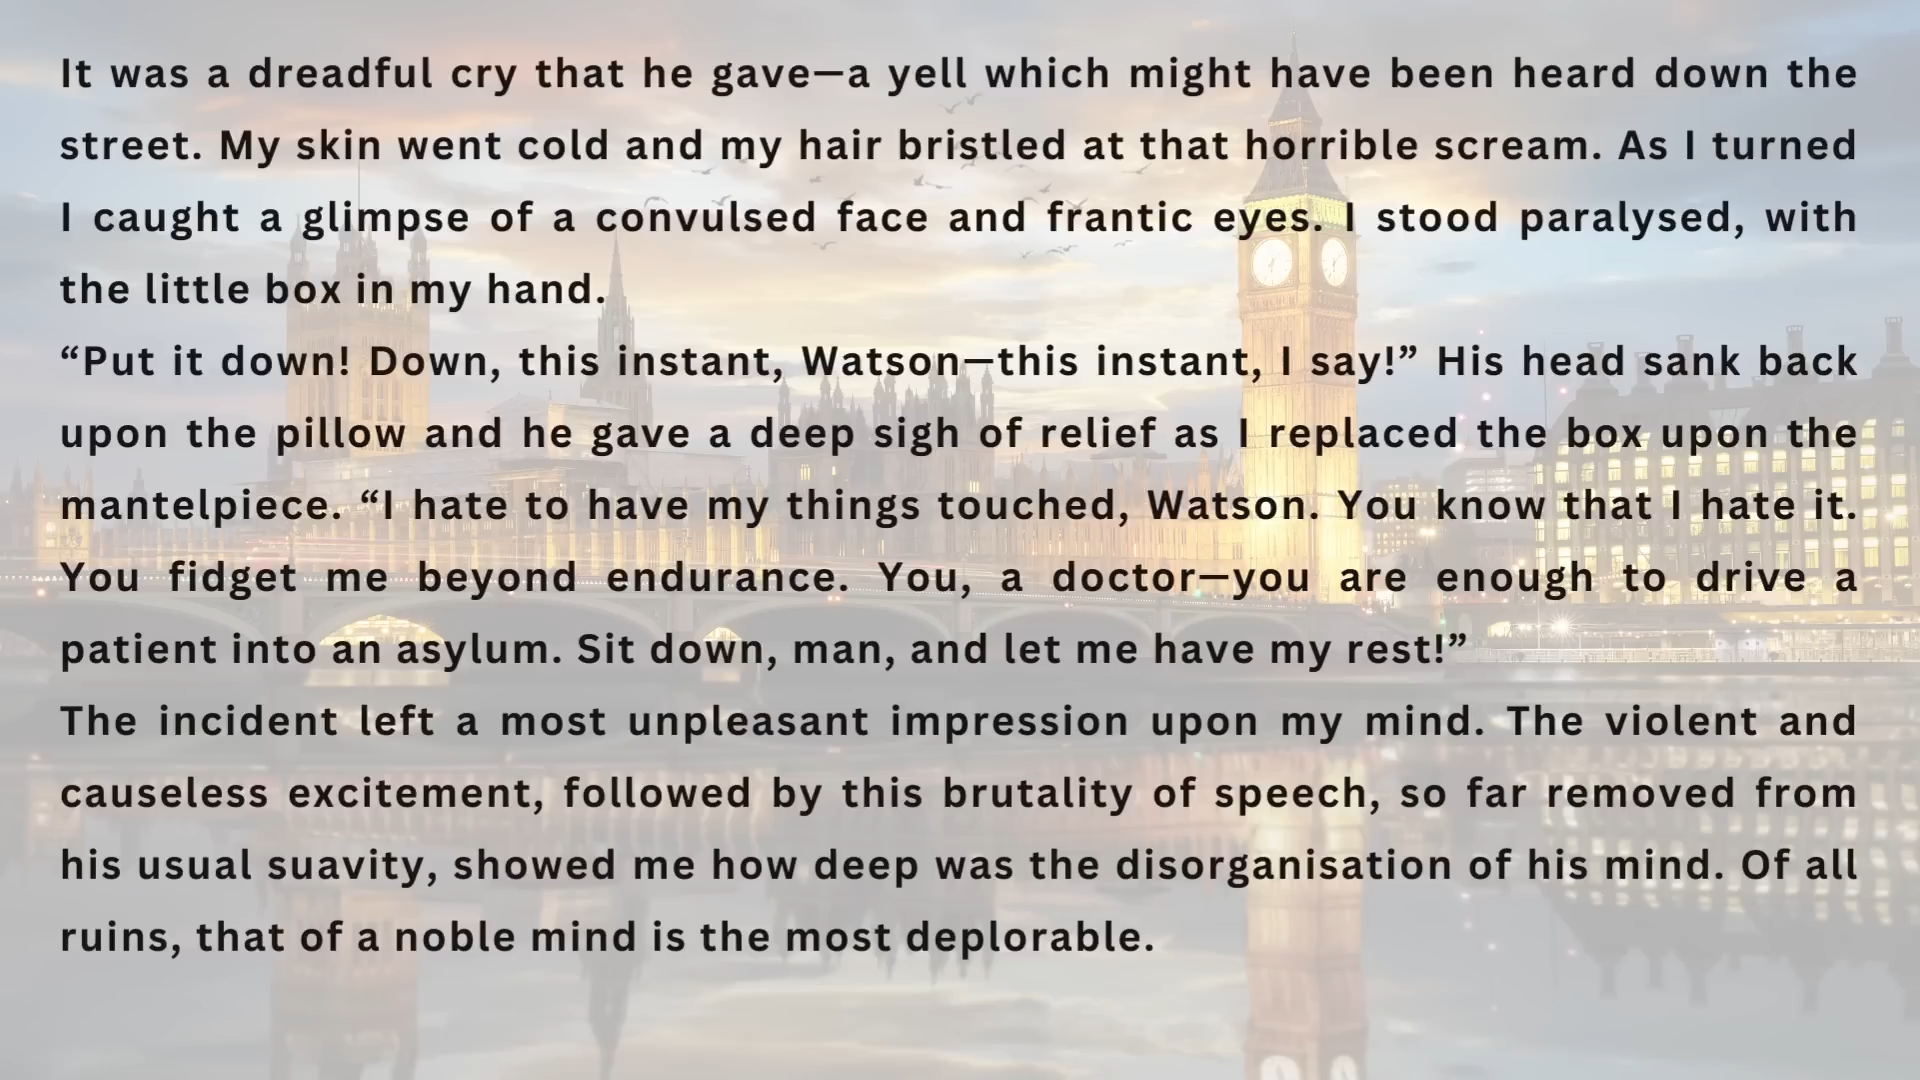 It was a dreadful cry that he gave—a yell which might have been heard down the
street. My skin went cold and my hair bristled at that horrible scream. As I turned
I caught a glimpse of a convulsed face and frantic eyes. I stood paralysed, with
the little box in my hand.
“Put it down! Down, this instant, Watson—this instant, I say!” His head sank back
upon the pillow and he gave a deep sigh of relief as I replaced the box upon the
mantelpiece. “I hate to have my things touched, Watson. You know that I hate it.
You fidget me beyond endurance. You, a doctor—you are enough to drive a
patient into an asylum. Sit down, man, and let me have my rest!”
The incident left a most unpleasant impression upon my mind. The violent and
causeless excitement, followed by this brutality of speech, so far removed from
his usual suavity, showed me how deep was the disorganisation of his mind. Of all
ruins, that of a noble mind is the most deplorable.